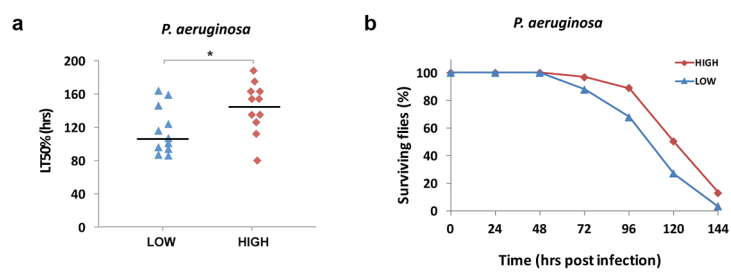 a
P. aeruginosa
*
LT50% (hrs)
200
160
120
80
40
0
LOW
HIGH
b
P. aeruginosa
HIGH
LOW
Surviving flies (%)
100
80
60
40
20
0
0 24 48 72 96 120 144
Time (hrs post infection)